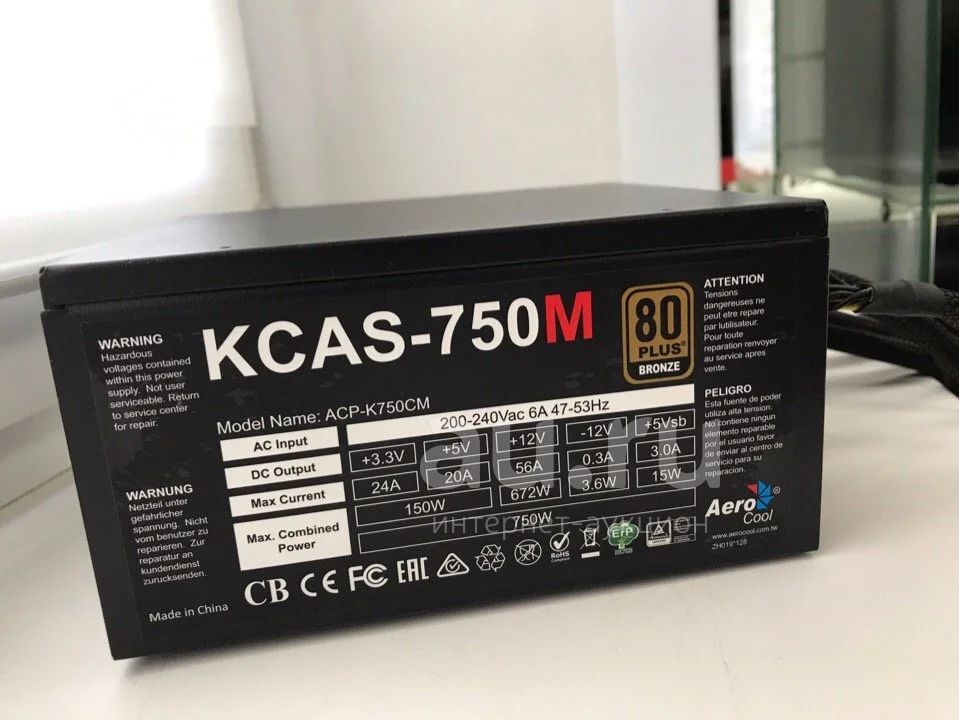 WARNING
Hazardous
voltages contained
within this power
supply. Not user
serviceable. Return
to service center
for repair.
WARNUNG
Netzteil unter
gefahrlicher
spannung. Nicht
vom benutzer zu
reparieren. Zur
reparatur an
kundendienst
zurucksenden.
Made in China
KCAS-750M
80
PLUS®
BRONZE
Model Name: ACP-K750CM
AC Input 200-240Vac 6A 47-53Hz
DC Output +3.3V +5V +12V -12V +5Vsb
Max Current 24A 20A 56A 0.3A 3.0A
Max. Combined
Power
150W 672W 3.6W 15W
750W
CB CE FC EAC RoHS
COMPLIANT
ErP
2013
ATTENTION
Tensions
dangereuses ne
peut etre repare
par lutilisateur.
Pour toute
reparation renvoyer
au service apres
vente.
PELIGRO
Esta fuente de poder
utiliza alta tension.
No contiene ningun
elemento reparable
por el usuario favor
de enviar al centro de
servicio para su
reparacion.
Aero
Cool
www.aerocool.com.tw
ZH019*128
au.ru
интернет-аукцион